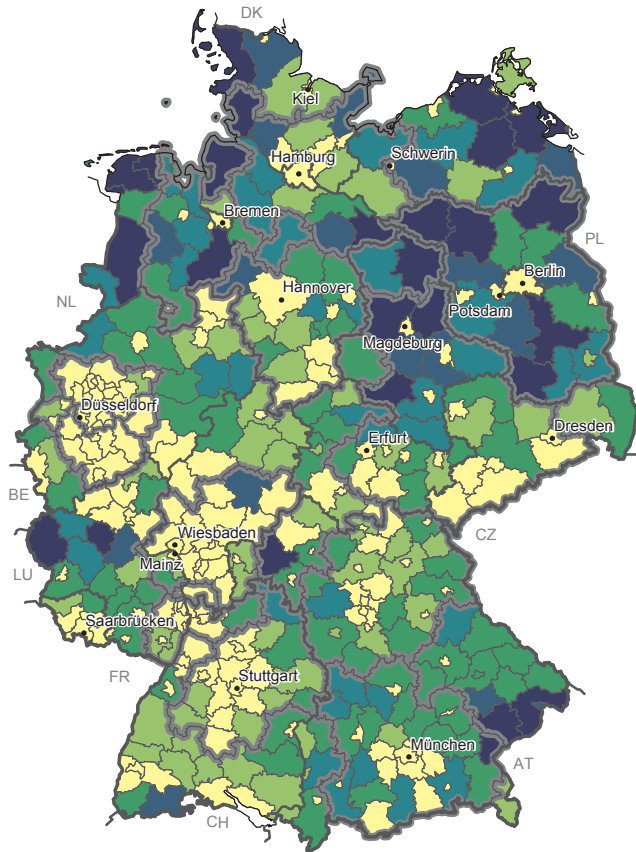 DK
Kiel
Hamburg
Schwerin
Bremen
PL
Berlin
Hannover
NL
Potsdam
Magdeburg
Düsseldorf
Dresden
Erfurt
BE
Wiesbaden
CZ
Mainz
LU
Saarbrücken
FR
Stuttgart
München
AT
CH